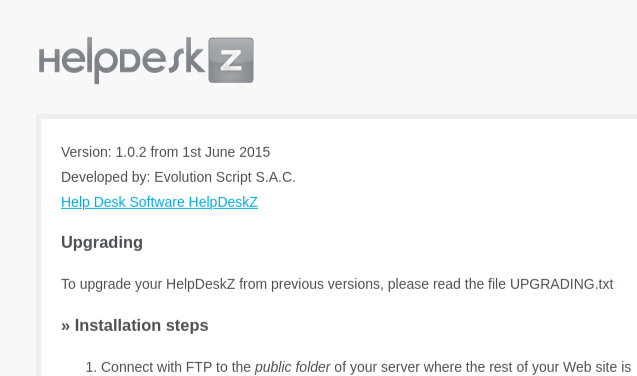 HelpDesk Z
Version: 1.0.2 from 1st June 2015
Developed by: Evolution Script S.A.C.
Help Desk Software HelpDeskZ
Upgrading
To upgrade your HelpDeskZ from previous versions, please read the file UPGRADING.txt
» Installation steps
1. Connect with FTP to the public folder of your server where the rest of your Web site is